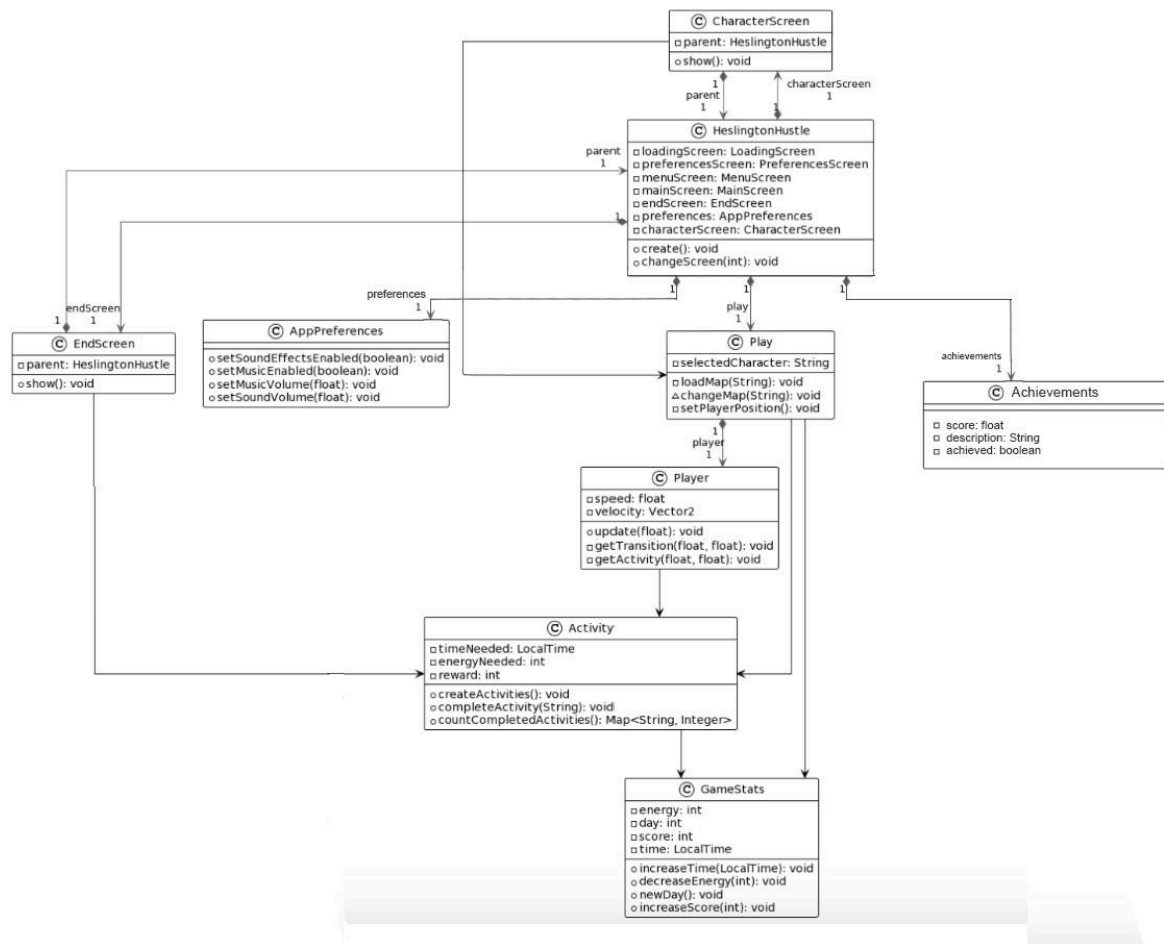 C CharacterScreen
parent: HeslingtonHustle
show(): void
1
parent
1
characterScreen
1
1
C HeslingtonHustle
loadingScreen: LoadingScreen
preferencesScreen: PreferencesScreen
menuScreen: MenuScreen
mainScreen: MainScreen
endScreen: EndScreen
preferences: AppPreferences
characterScreen: CharacterScreen
create(): void
changeScreen(int): void
parent
1
1
1
1
1
preferences
1
play
1
achievements
1
endScreen
1
1
C EndScreen
parent: HeslingtonHustle
show(): void
C AppPreferences
setSoundEffectsEnabled(boolean): void
setMusicEnabled(boolean): void
setMusicVolume(float): void
setSoundVolume(float): void
C Play
selectedCharacter: String
loadMap(String): void
changeMap(String): void
setPlayerPosition(): void
C Achievements
score: float
description: String
achieved: boolean
1
player
1
C Player
speed: float
velocity: Vector2
update(float): void
getTransition(float, float): void
getActivity(float, float): void
C Activity
timeNeeded: LocalTime
energyNeeded: int
reward: int
createActivities(): void
completeActivity(String): void
countCompletedActivities(): Map<String, Integer>
C GameStats
energy: int
day: int
score: int
time: LocalTime
increaseTime(LocalTime): void
decreaseEnergy(int): void
newDay(): void
increaseScore(int): void